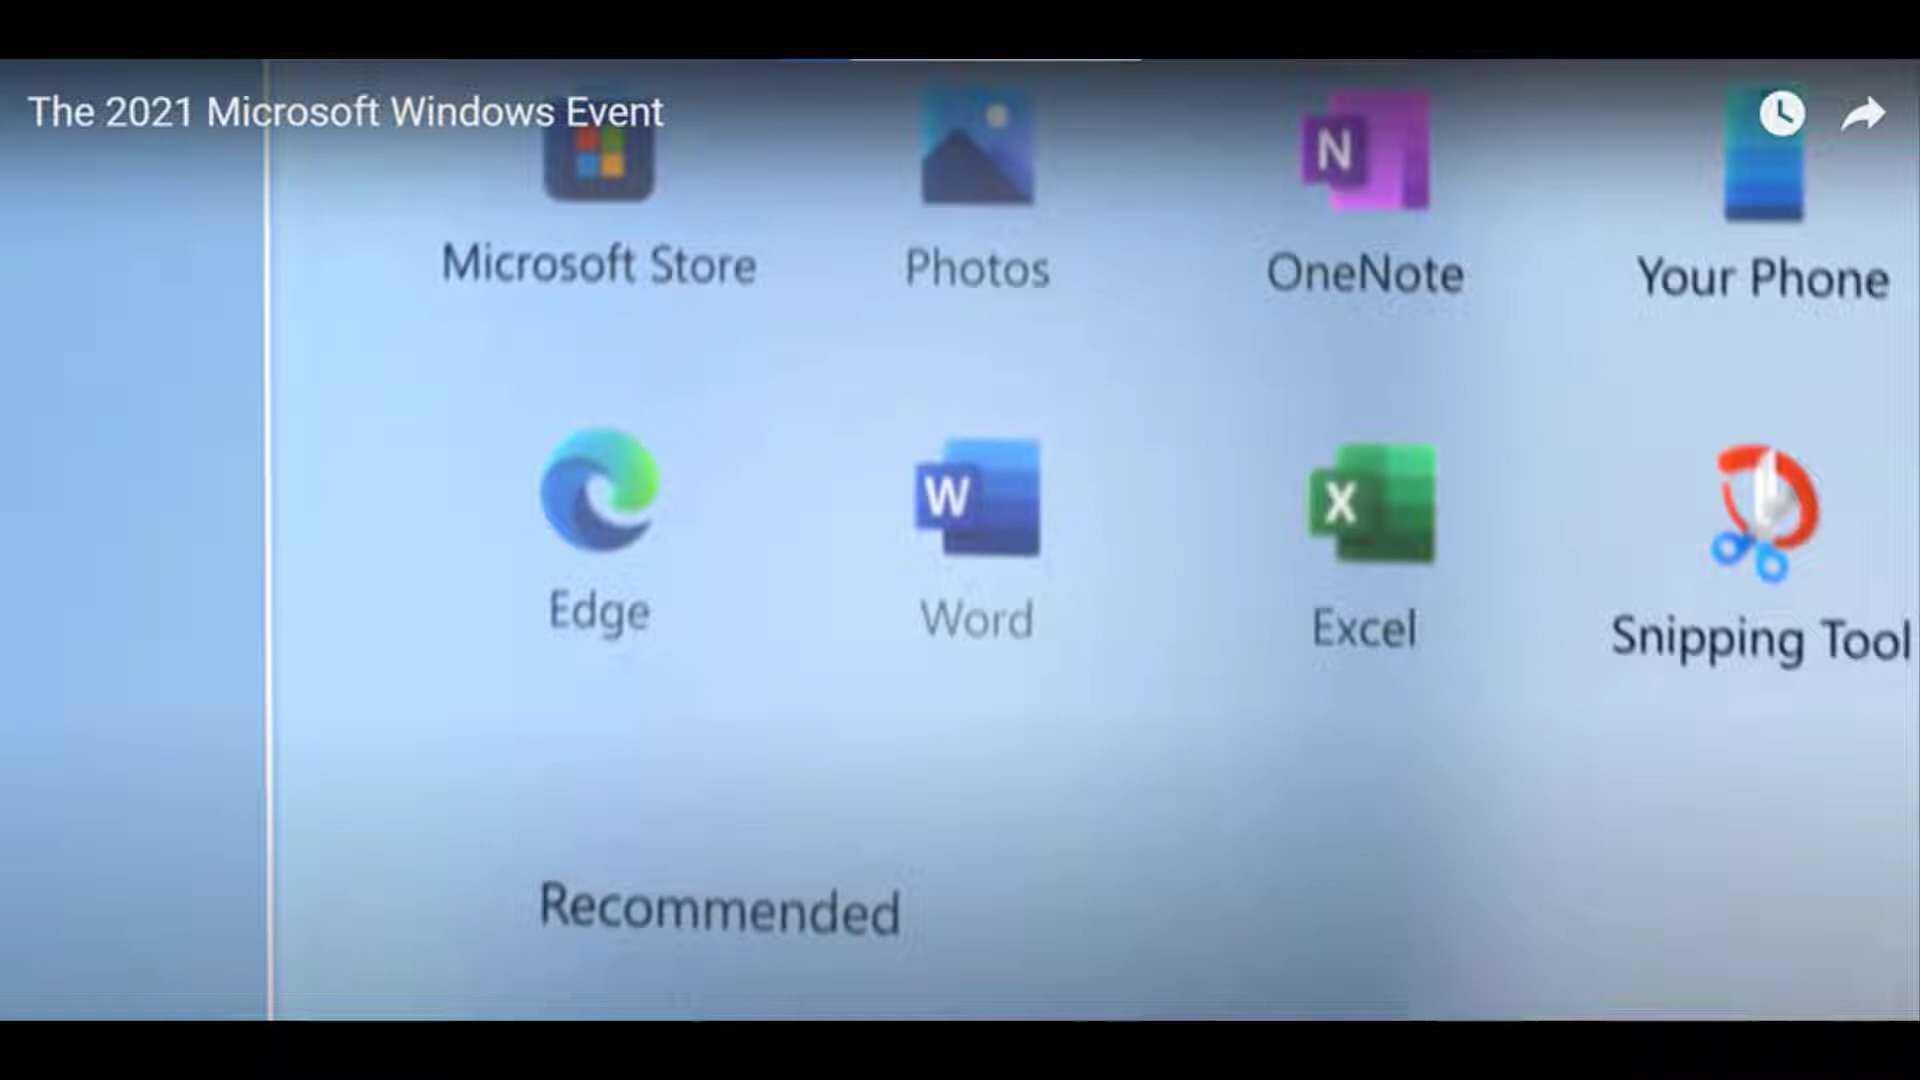 The 2021 Microsoft Windows Event
Microsoft Store
Photos
N
OneNote
Your Phone
Edge
W
Word
X
Excel
Snipping Tool
Recommended